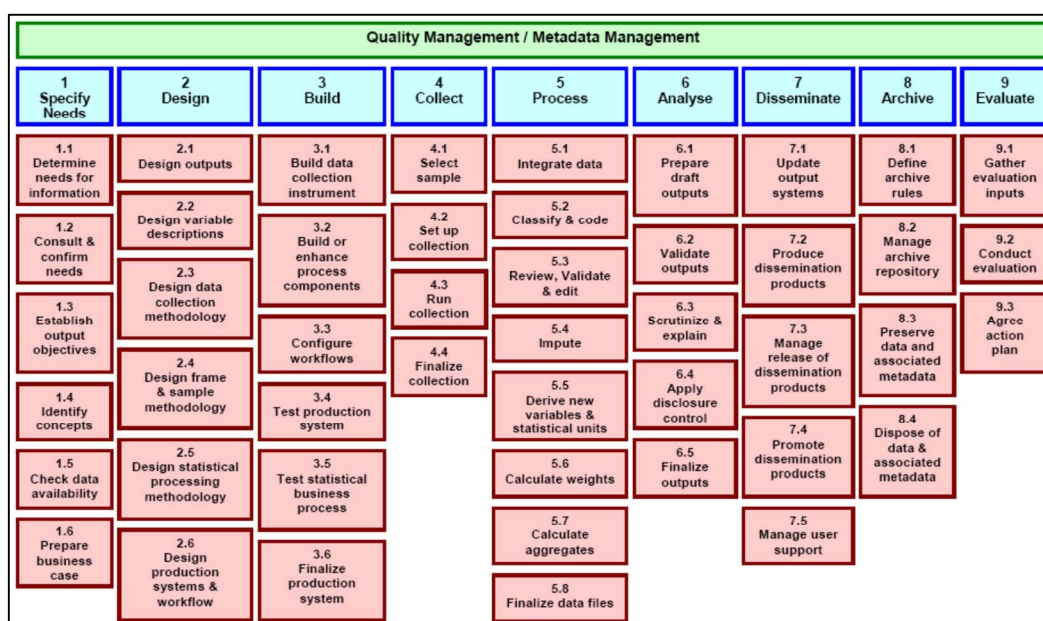 Quality Management / Metadata Management
1
Specify
Needs
2
Design
3
Build
4
Collect
5
Process
6
Analyse
7
Disseminate
8
Archive
9
Evaluate
1.1
Determine
needs for
information
1.2
Consult &
confirm
needs
1.3
Establish
output
objectives
1.4
Identify
concepts
1.5
Check data
availability
1.6
Prepare
business
case
2.1
Design outputs
2.2
Design variable
descriptions
2.3
Design data
collection
methodology
2.4
Design frame
& sample
methodology
2.5
Design statistical
processing
methodology
2.6
Design
production
systems &
workflow
3.1
Build data
collection
instrument
3.2
Build or
enhance
process
components
3.3
Configure
workflows
3.4
Test production
system
3.5
Test statistical
business
process
3.6
Finalize
production
system
4.1
Select
sample
4.2
Set up
collection
4.3
Run
collection
4.4
Finalize
collection
5.1
Integrate data
5.2
Classify & code
5.3
Review, Validate
& edit
5.4
Impute
5.5
Derive new
variables &
statistical units
5.6
Calculate weights
5.7
Calculate
aggregates
5.8
Finalize data files
6.1
Prepare
draft
outputs
6.2
Validate
outputs
6.3
Scrutinize &
explain
6.4
Apply
disclosure
control
6.5
Finalize
outputs
7.1
Update
output
systems
7.2
Produce
dissemination
products
7.3
Manage
release of
dissemination
products
7.4
Promote
dissemination
products
7.5
Manage user
support
8.1
Define
archive
rules
8.2
Manage
archive
repository
8.3
Preserve
data and
associated
metadata
8.4
Dispose of
data &
associated
metadata
9.1
Gather
evaluation
inputs
9.2
Conduct
evaluation
9.3
Agree
action
plan